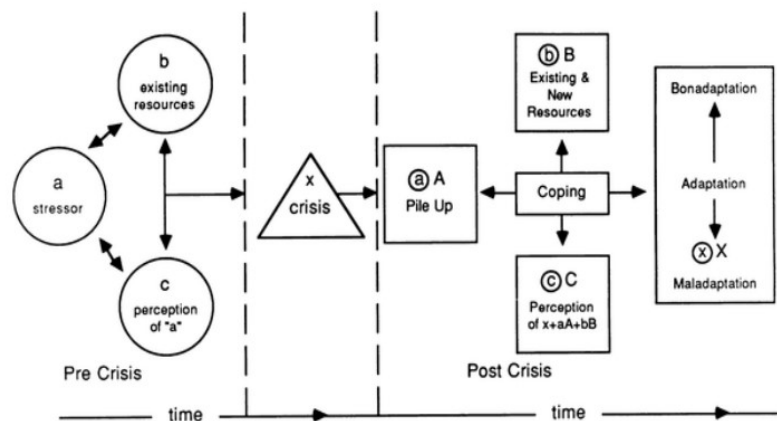 a
stressor
b
existing
resources
c
perception
of "a"
Pre Crisis
x
crisis
a A
Pile Up
b B
Existing &
New
Resources
Coping
c C
Perception
of x+aA+bB
Post Crisis
Bonadaptation
Adaptation
x X
Maladaptation
time
time